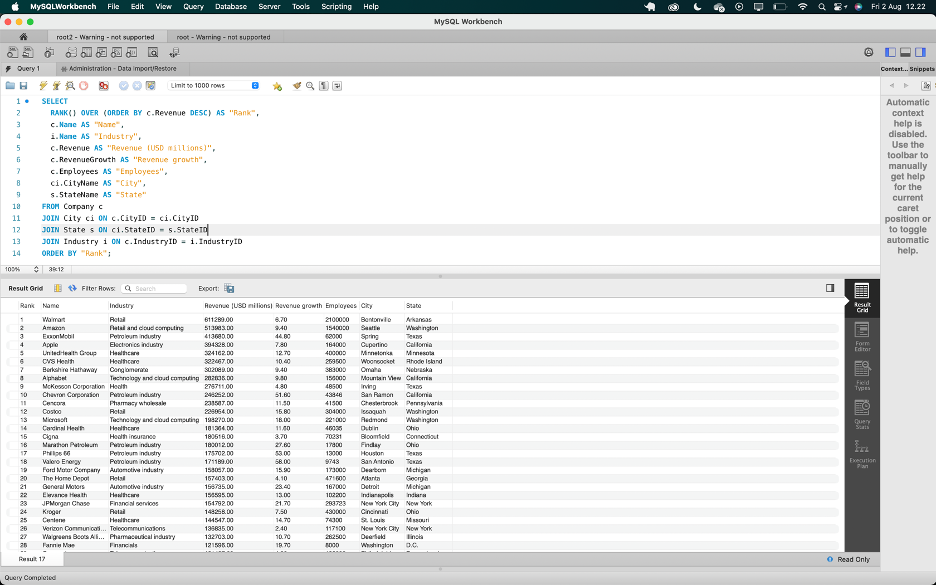 MySQLWorkbench File Edit View Query Database Server Tools Scripting Help Fri 2 Aug 12.22
MySQL Workbench
root2 - Warning - not supported root - Warning - not supported
Query 1 Administration - Data Import/Restore Context... Snippets
Limit to 1000 rows
1 SELECT
2 RANK() OVER (ORDER BY c.Revenue DESC) AS "Rank",
3 c.Name AS "Name",
4 i.Name AS "Industry",
5 c.Revenue AS "Revenue (USD millions)",
6 c.RevenueGrowth AS "Revenue growth",
7 c.Employees AS "Employees",
8 ci.CityName AS "City",
9 s.StateName AS "State"
10 FROM Company c
11 JOIN City ci ON c.CityID = ci.CityID
12 JOIN State s ON ci.StateID = s.StateID
13 JOIN Industry i ON c.IndustryID = i.IndustryID
14 ORDER BY "Rank";
100% 39:12
Automatic
context
help is
disabled.
Use the
toolbar to
manually
get help
for the
current
caret
position or
to toggle
automatic
help.
Result Grid Filter Rows: Search Export:
Rank Name Industry Revenue (USD millions) Revenue growth Employees City State
1 Walmart Retail 611289.00 6.70 2100000 Bentonville Arkansas
2 Amazon Retail and cloud computing 513983.00 9.40 1540000 Seattle Washington
3 ExxonMobil Petroleum industry 413680.00 44.80 62000 Spring Texas
4 Apple Electronics industry 394328.00 7.80 164000 Cupertino California
5 UnitedHealth Group Healthcare 324162.00 12.70 400000 Minnetonka Minnesota
6 CVS Health Healthcare 322467.00 10.40 259500 Woonsocket Rhode Island
7 Berkshire Hathaway Conglomerate 302089.00 9.40 383000 Omaha Nebraska
8 Alphabet Technology and cloud computing 282836.00 9.80 156000 Mountain View California
9 McKesson Corporation Health 276711.00 4.80 48500 Irving Texas
10 Chevron Corporation Petroleum industry 246252.00 51.60 43846 San Ramon California
11 Cencora Pharmacy wholesale 238587.00 11.50 41500 Chesterbrook Pennsylvania
12 Costco Retail 226954.00 15.80 304000 Issaquah Washington
13 Microsoft Technology and cloud computing 198270.00 18.00 221000 Redmond Washington
14 Cardinal Health Healthcare 181364.00 11.60 46035 Dublin Ohio
15 Cigna Health insurance 180516.00 3.70 70231 Bloomfield Connecticut
16 Marathon Petroleum Petroleum industry 180012.00 27.60 17800 Findlay Ohio
17 Phillips 66 Petroleum industry 175702.00 53.00 13000 Houston Texas
18 Valero Energy Petroleum industry 171189.00 58.00 9743 San Antonio Texas
19 Ford Motor Company Automotive industry 158057.00 15.90 173000 Dearborn Michigan
20 The Home Depot Retail 157403.00 4.10 471600 Atlanta Georgia
21 General Motors Automotive industry 156735.00 23.40 167000 Detroit Michigan
22 Elevance Health Healthcare 156595.00 13.00 102200 Indianapolis Indiana
23 JPMorgan Chase Financial services 154792.00 21.70 293723 New York City New York
24 Kroger Retail 148258.00 7.50 430000 Cincinnati Ohio
25 Centene Healthcare 144547.00 14.70 74300 St. Louis Missouri
26 Verizon Communicati... Telecommunications 136835.00 2.40 117100 New York City New York
27 Walgreens Boots Alli... Pharmaceutical industry 132703.00 10.70 262500 Deerfield Illinois
28 Fannie Mae Financials 121596.00 19.70 8000 Washington D.C.
Result
Grid
Form
Editor
Field
Types
Query
Stats
Execution
Plan
Result 17 Read Only
Query Completed